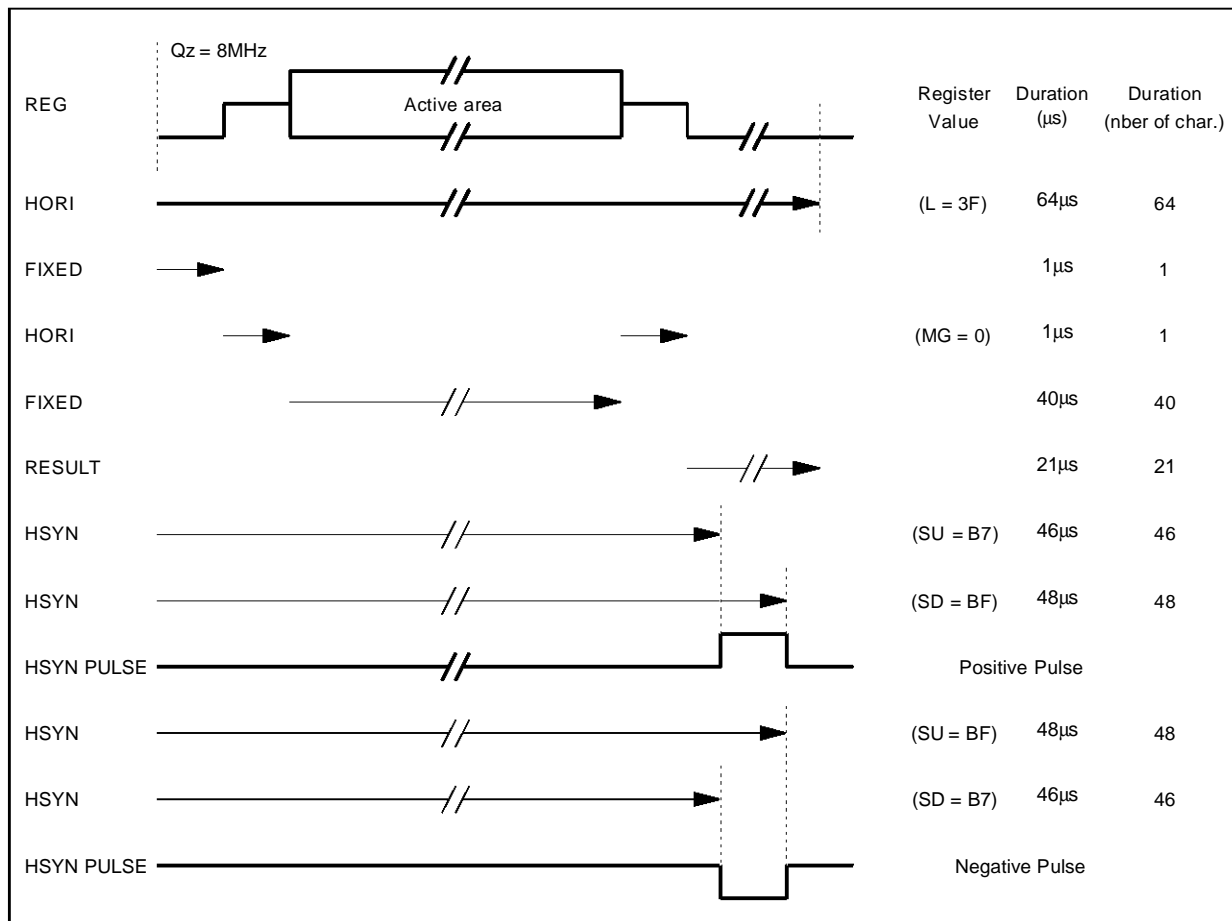 Qz = 8MHz
REG Active area Register Value Duration (µs) Duration (nber of char.)
HORI (L = 3F) 64µs 64
FIXED 1µs 1
HORI (MG = 0) 1µs 1
FIXED 40µs 40
RESULT 21µs 21
HSYN (SU = B7) 46µs 46
HSYN (SD = BF) 48µs 48
HSYN PULSE Positive Pulse
HSYN (SU = BF) 48µs 48
HSYN (SD = B7) 46µs 46
HSYN PULSE Negative Pulse